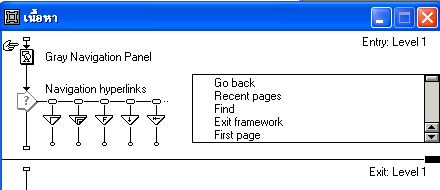 เนื้อหา
Entry: Level 1
Gray Navigation Panel
Navigation hyperlinks
Go back
Recent pages
Find
Exit framework
First page
Exit: Level 1